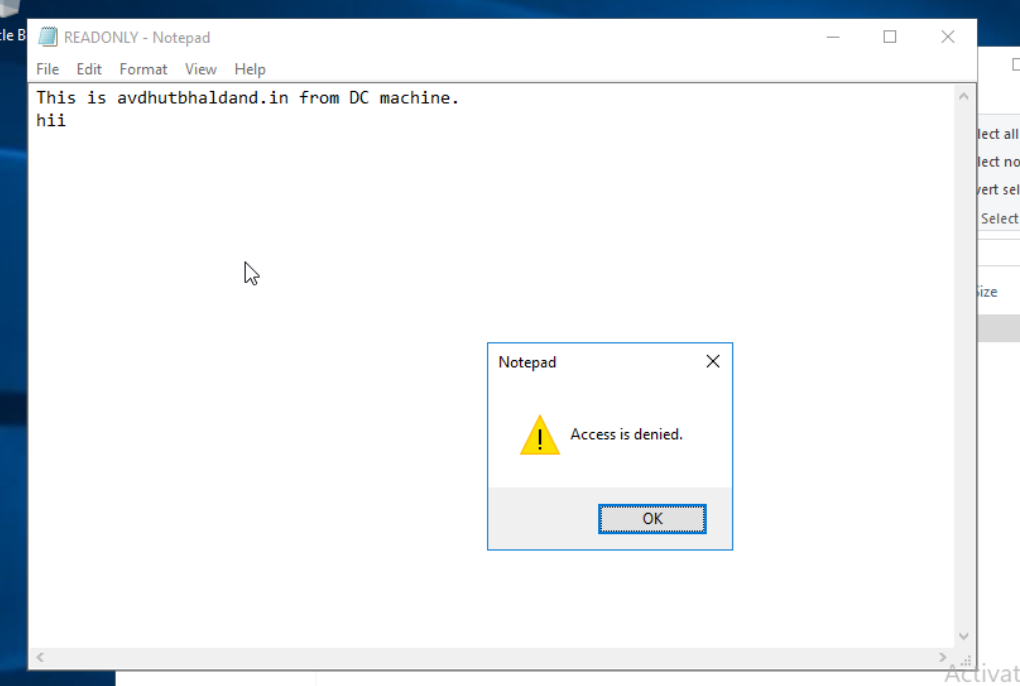 READONLY - Notepad
File Edit Format View Help
This is avdhutbhaldand.in from DC machine.
hii
Notepad
Access is denied.
OK
Select